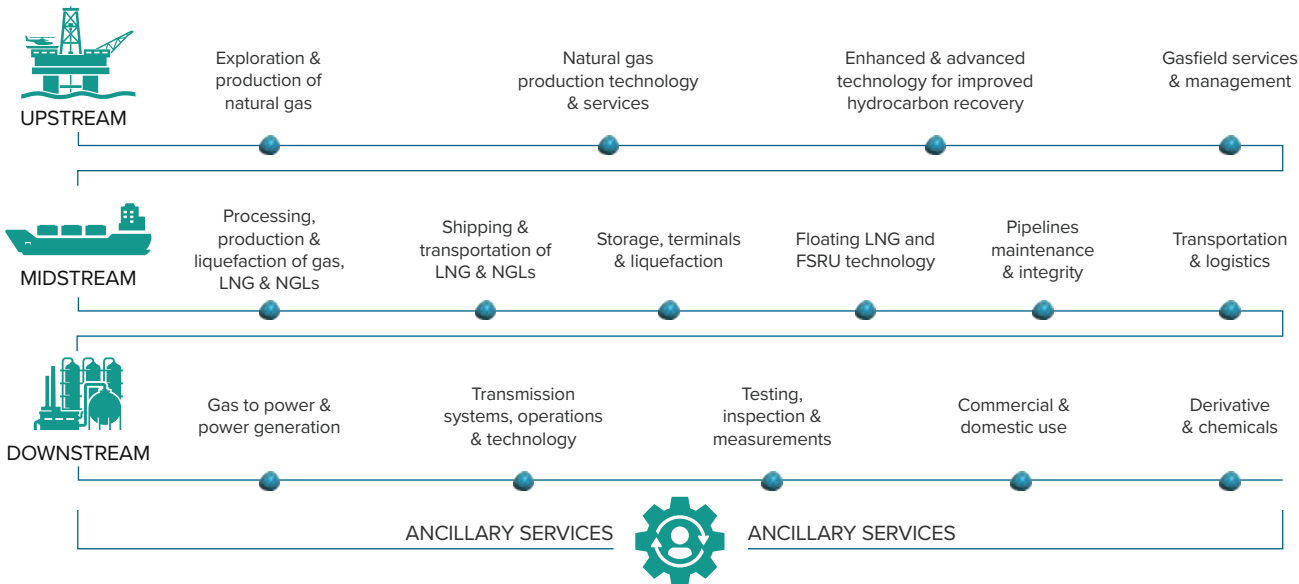 UPSTREAM
Exploration &
production of
natural gas
Natural gas
production technology
& services
Enhanced & advanced
technology for improved
hydrocarbon recovery
Gasfield services
& management
MIDSTREAM
Processing,
production &
liquefaction of gas,
LNG & NGLs
Shipping &
transportation of
LNG & NGLs
Storage, terminals
& liquefaction
Floating LNG and
FSRU technology
Pipelines
maintenance
& integrity
Transportation
& logistics
DOWNSTREAM
Gas to power &
power generation
Transmission
systems, operations
& technology
Testing,
inspection &
measurements
Commercial &
domestic use
Derivative
& chemicals
ANCILLARY SERVICES
ANCILLARY SERVICES